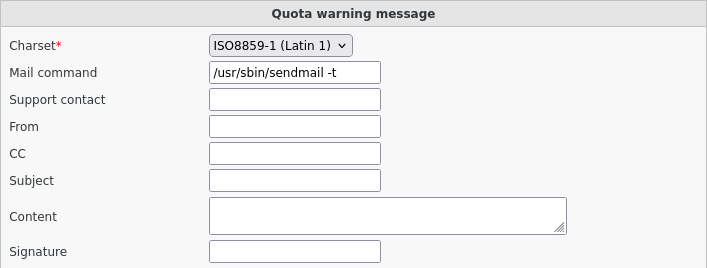 Quota warning message
Charset* ISO8859-1 (Latin 1)
Mail command /usr/sbin/sendmail -t
Support contact
From
CC
Subject
Content
Signature